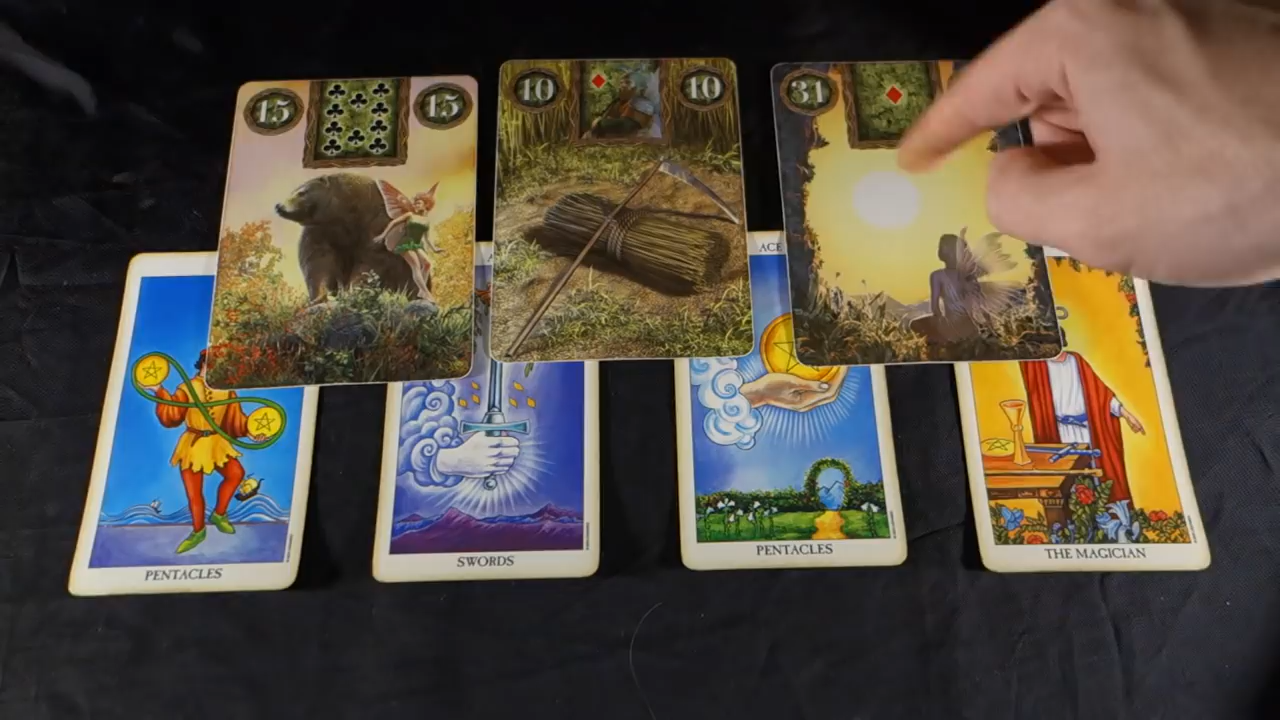 15 15
10 10
31
ACE
PENTACLES
SWORDS
PENTACLES
THE MAGICIAN